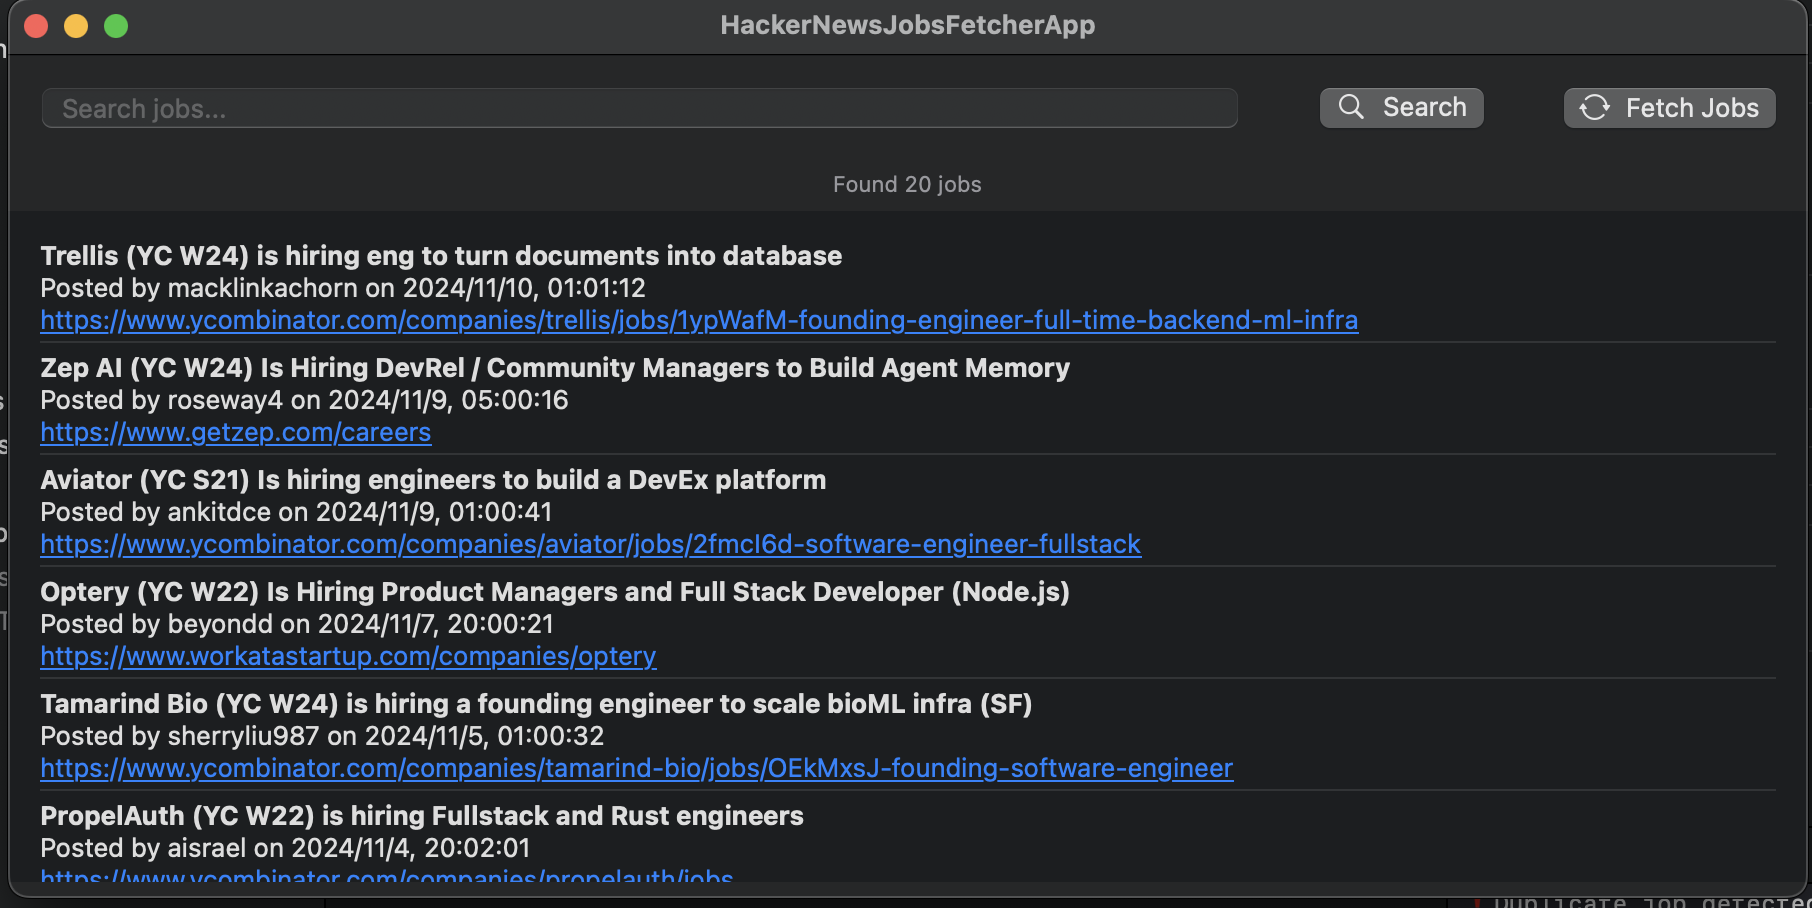 HackerNewsJobsFetcherApp
Search jobs...
Search
Fetch Jobs
Found 20 jobs
Trellis (YC W24) is hiring eng to turn documents into database
Posted by macklinkachorn on 2024/11/10, 01:01:12
https://www.ycombinator.com/companies/trellis/jobs/1ypWafM-founding-engineer-full-time-backend-ml-infra
Zep AI (YC W24) Is Hiring DevRel / Community Managers to Build Agent Memory
Posted by roseway4 on 2024/11/9, 05:00:16
https://www.getzep.com/careers
Aviator (YC S21) Is hiring engineers to build a DevEx platform
Posted by ankitdce on 2024/11/9, 01:00:41
https://www.ycombinator.com/companies/aviator/jobs/2fmcI6d-software-engineer-fullstack
Optery (YC W22) Is Hiring Product Managers and Full Stack Developer (Node.js)
Posted by beyondd on 2024/11/7, 20:00:21
https://www.workatastartup.com/companies/optery
Tamarind Bio (YC W24) is hiring a founding engineer to scale bioML infra (SF)
Posted by sherryliu987 on 2024/11/5, 01:00:32
https://www.ycombinator.com/companies/tamarind-bio/jobs/OEkMxsJ-founding-software-engineer
PropelAuth (YC W22) is hiring Fullstack and Rust engineers
Posted by aisrael on 2024/11/4, 20:02:01
https://www.ycombinator.com/companies/propelauth/jobs
Duplicate job detected